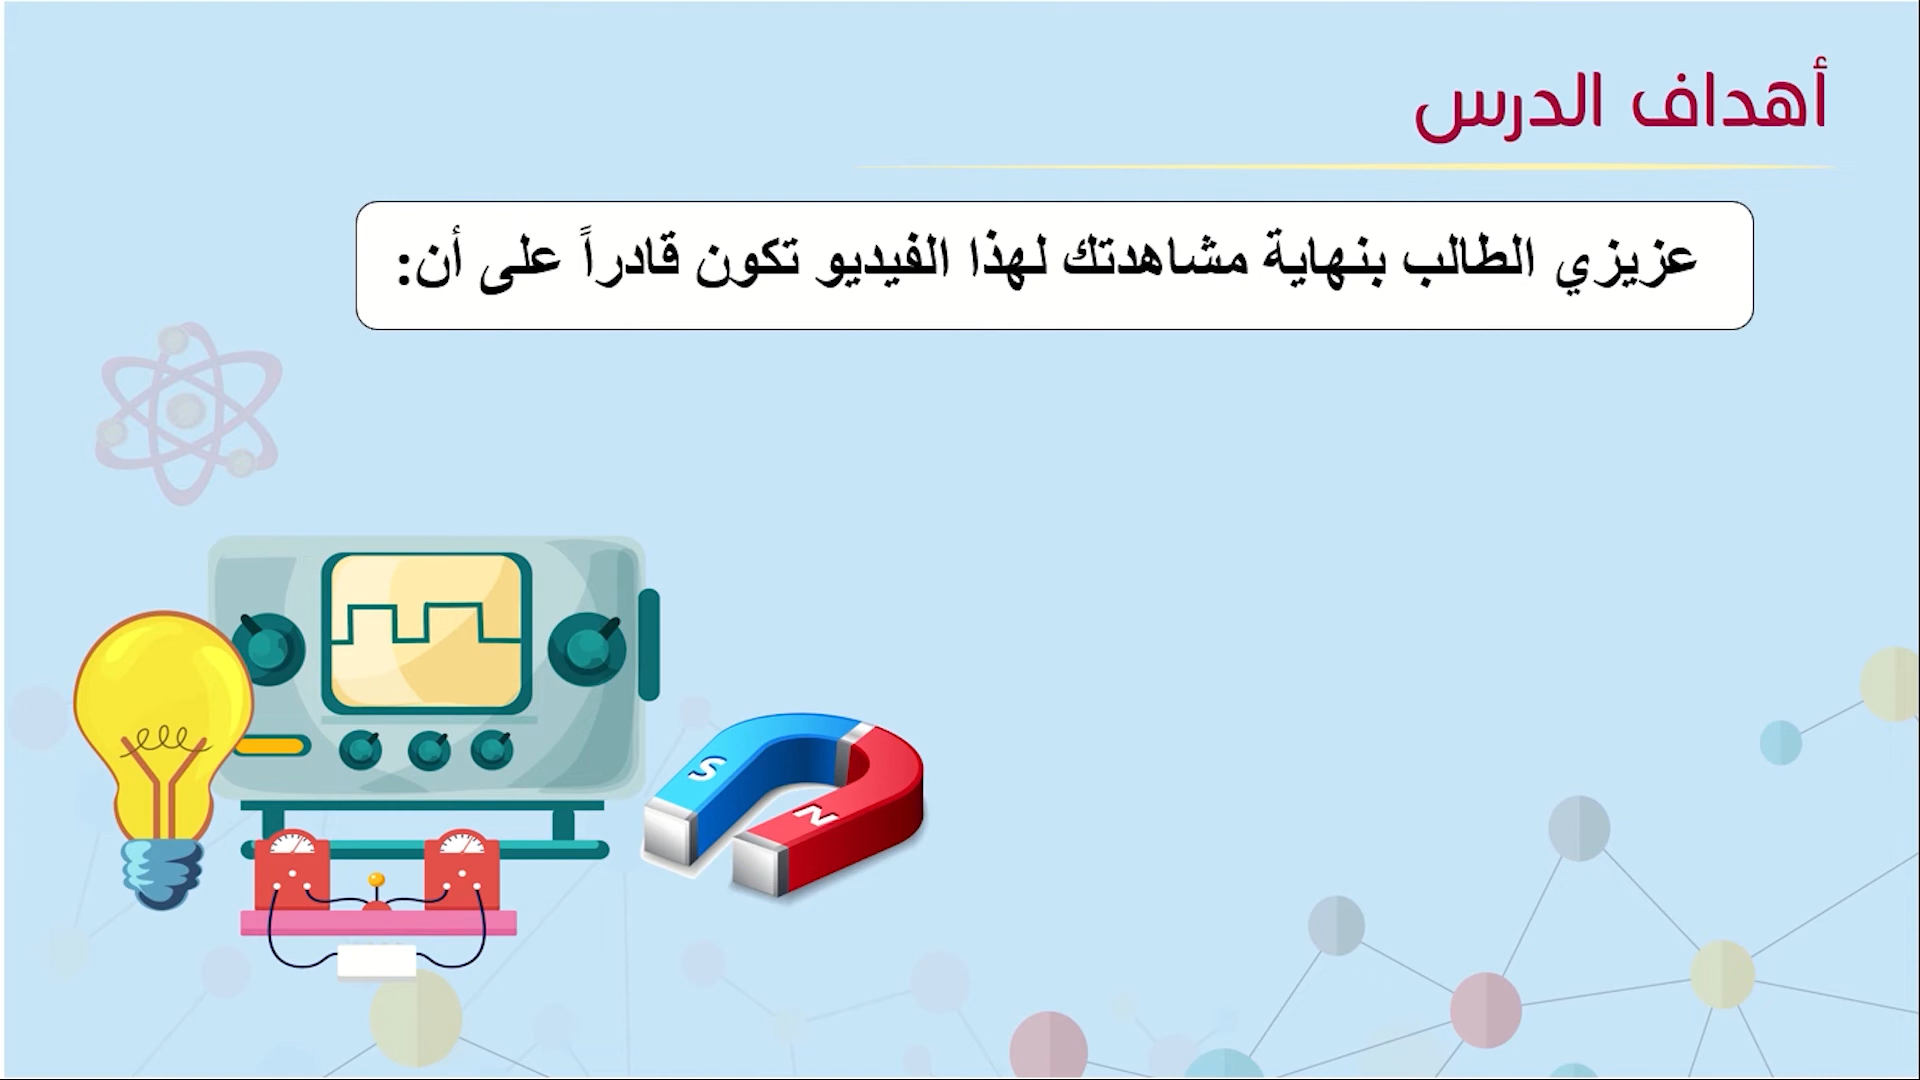 أهداف الدرس
عزيزي الطالب بنهاية مشاهدتك لهذا الفيديو تكون قادراً على أن:
S
N